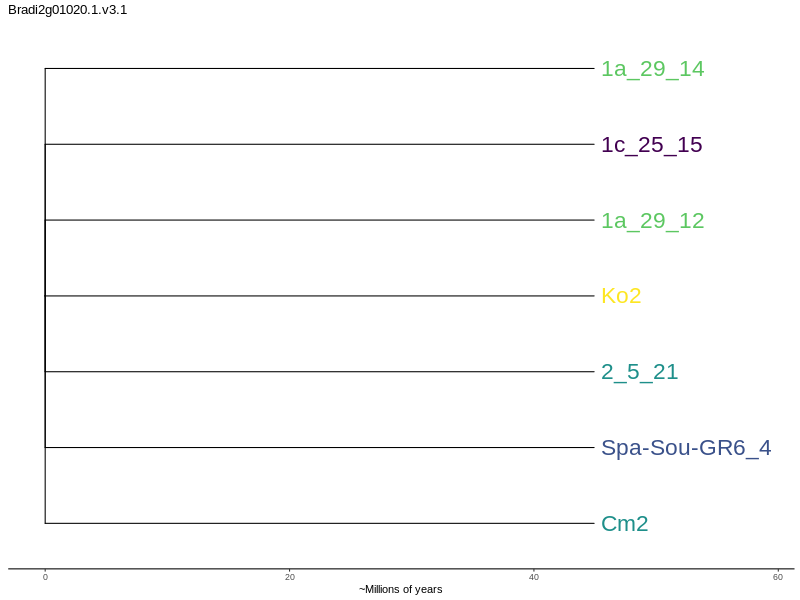 Bradi2g01020.1.v3.1
1a_29_14
1c_25_15
1a_29_12
Ko2
2_5_21
Spa-Sou-GR6_4
Cm2
0 20 40 60
~Millions of years